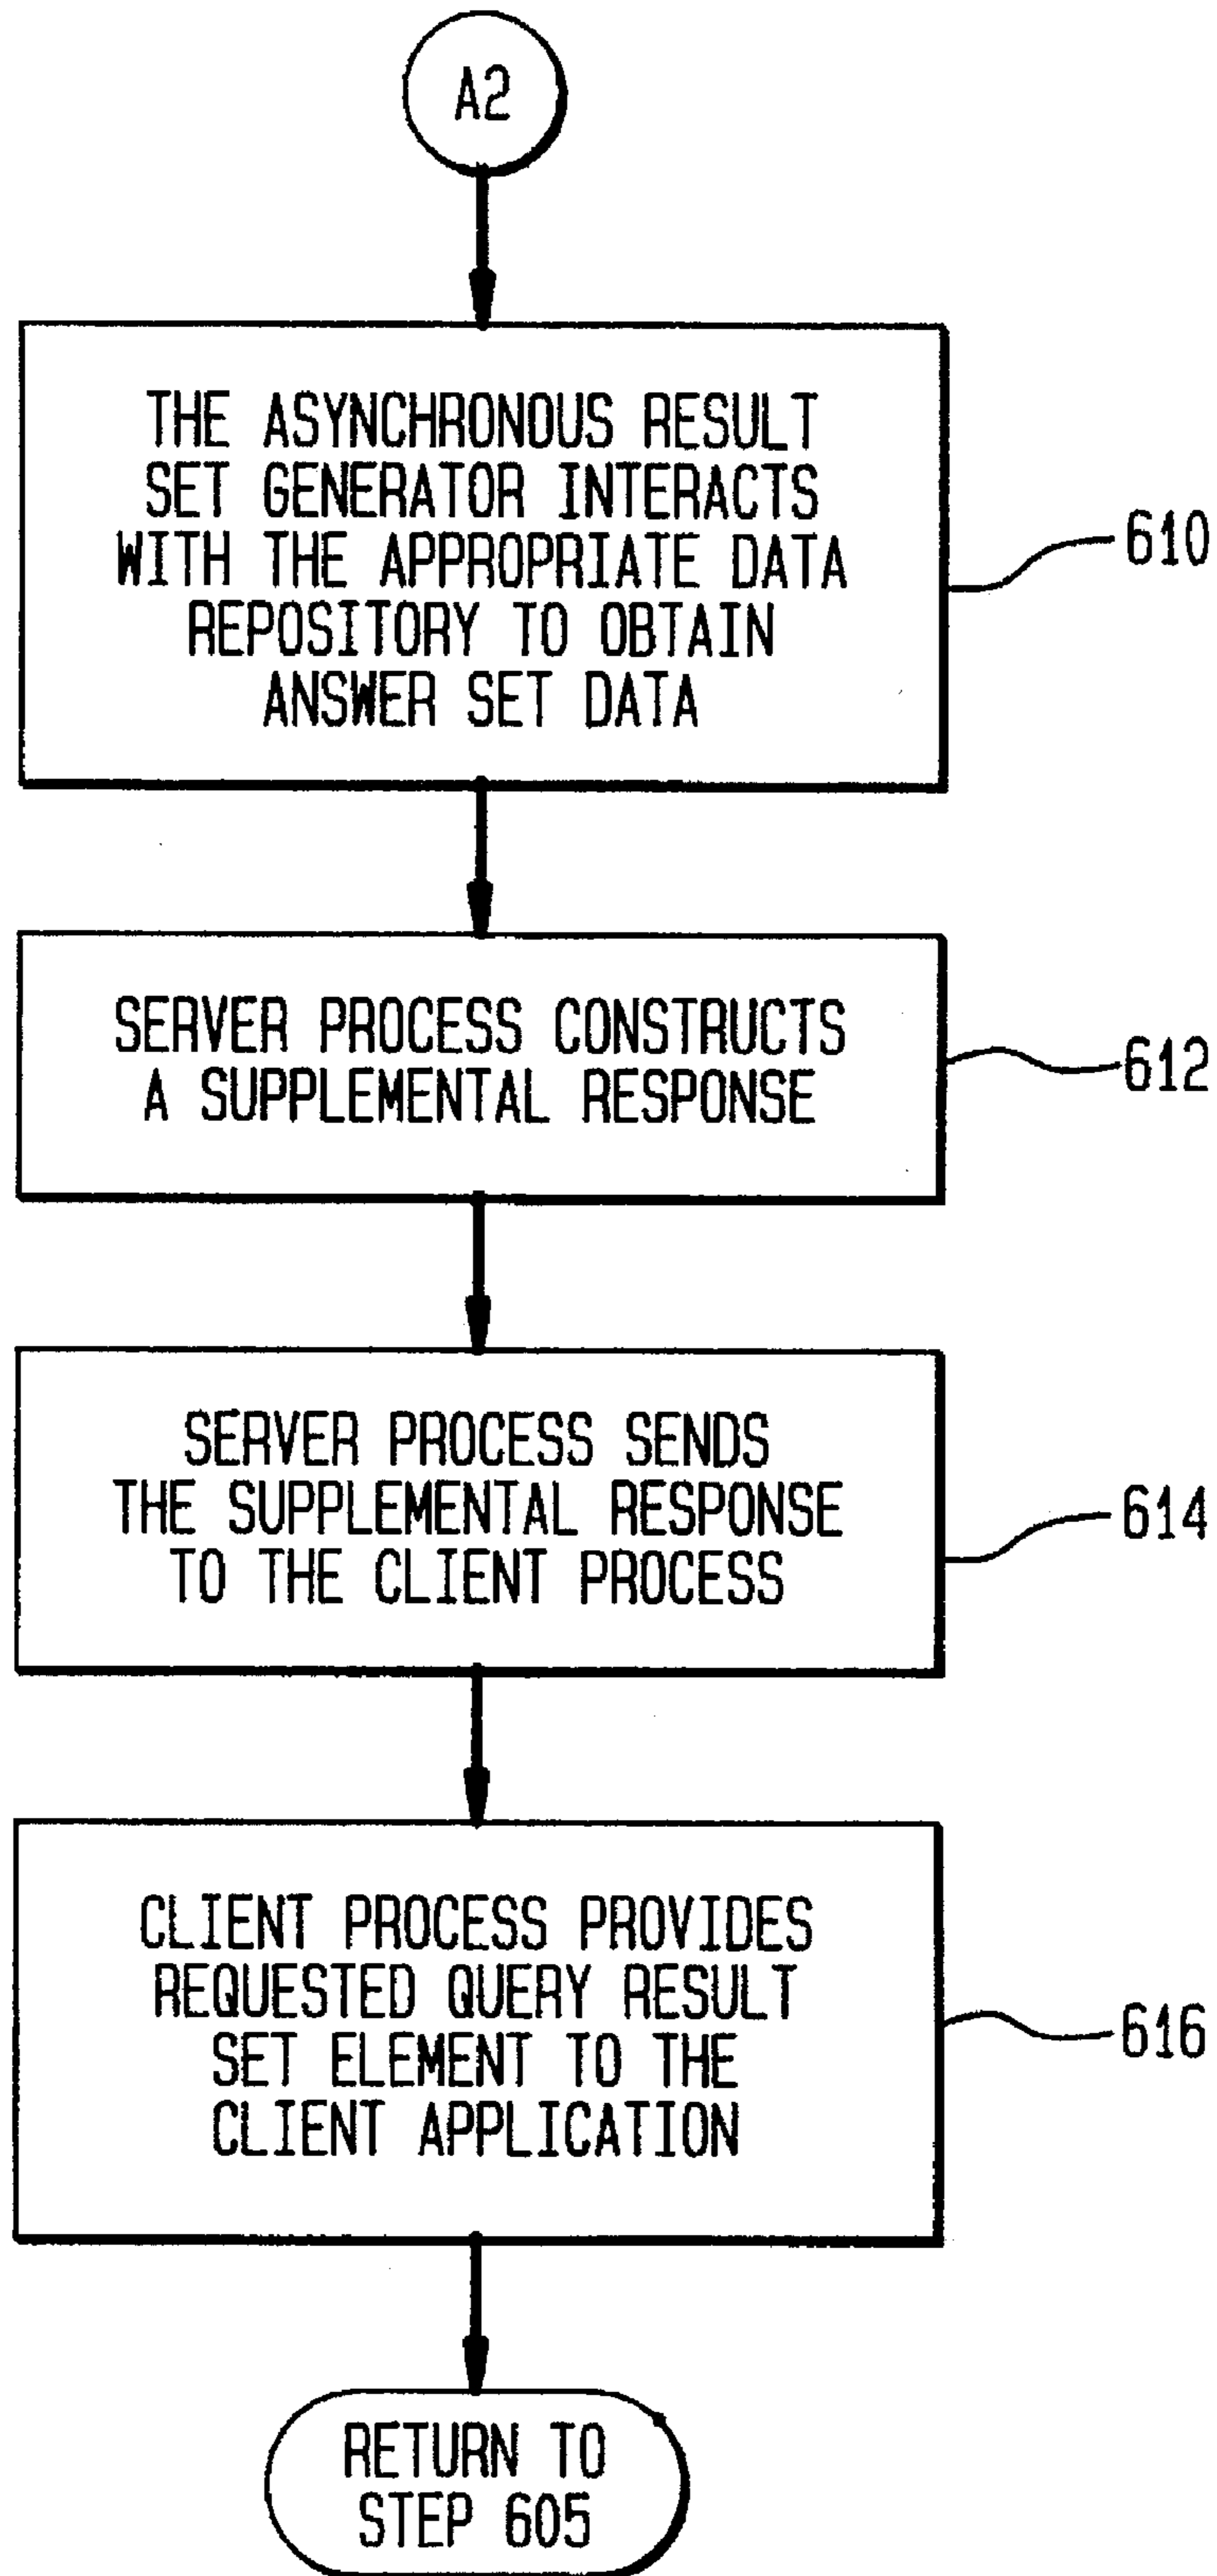 A2
THE ASYNCHRONOUS RESULT
SET GENERATOR INTERACTS
WITH THE APPROPRIATE DATA
REPOSITORY TO OBTAIN
ANSWER SET DATA
610
SERVER PROCESS CONSTRUCTS
A SUPPLEMENTAL RESPONSE
612
SERVER PROCESS SENDS
THE SUPPLEMENTAL RESPONSE
TO THE CLIENT PROCESS
614
CLIENT PROCESS PROVIDES
REQUESTED QUERY RESULT
SET ELEMENT TO THE
CLIENT APPLICATION
616
RETURN TO
STEP 605